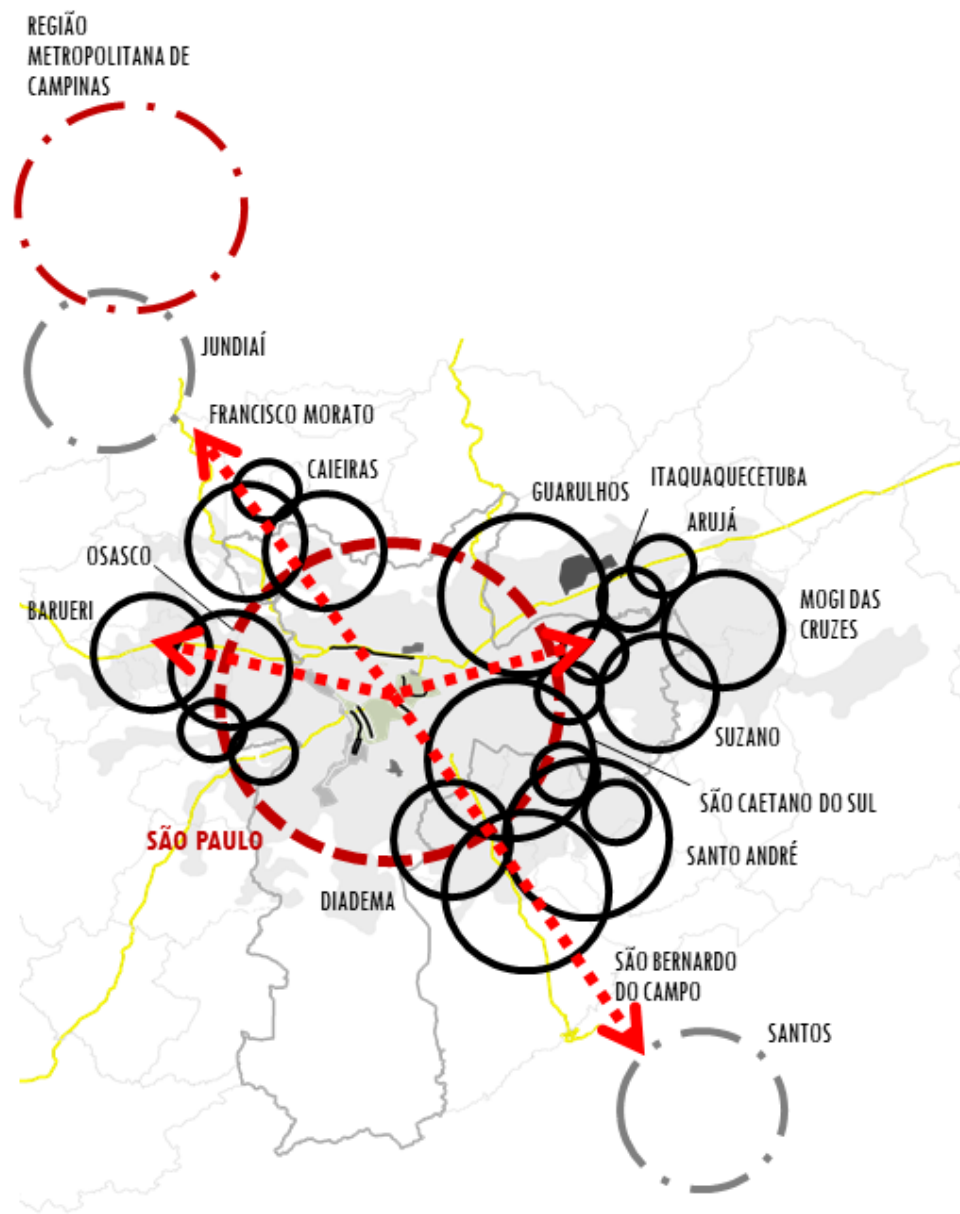 REGIÃO
METROPOLITANA DE
CAMPINAS
JUNDIAÍ
FRANCISCO MORATO
CAIEIRAS
ITAQUAQUECETUBA
GUARULHOS
ARUJÁ
OSASCO
BARUERI
MOGI DAS
CRUZES
SUZANO
SÃO CAETANO DO SUL
SÃO PAULO
SANTO ANDRÉ
DIADEMA
SÃO BERNARDO
DO CAMPO
SANTOS